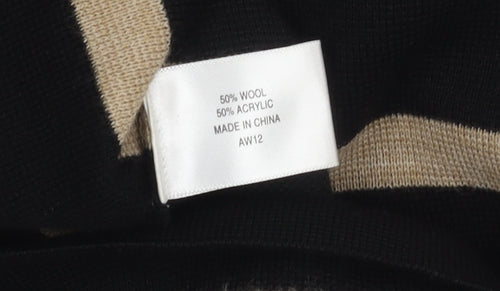 50% WOOL
50% ACRYLIC
MADE IN CHINA
AW12